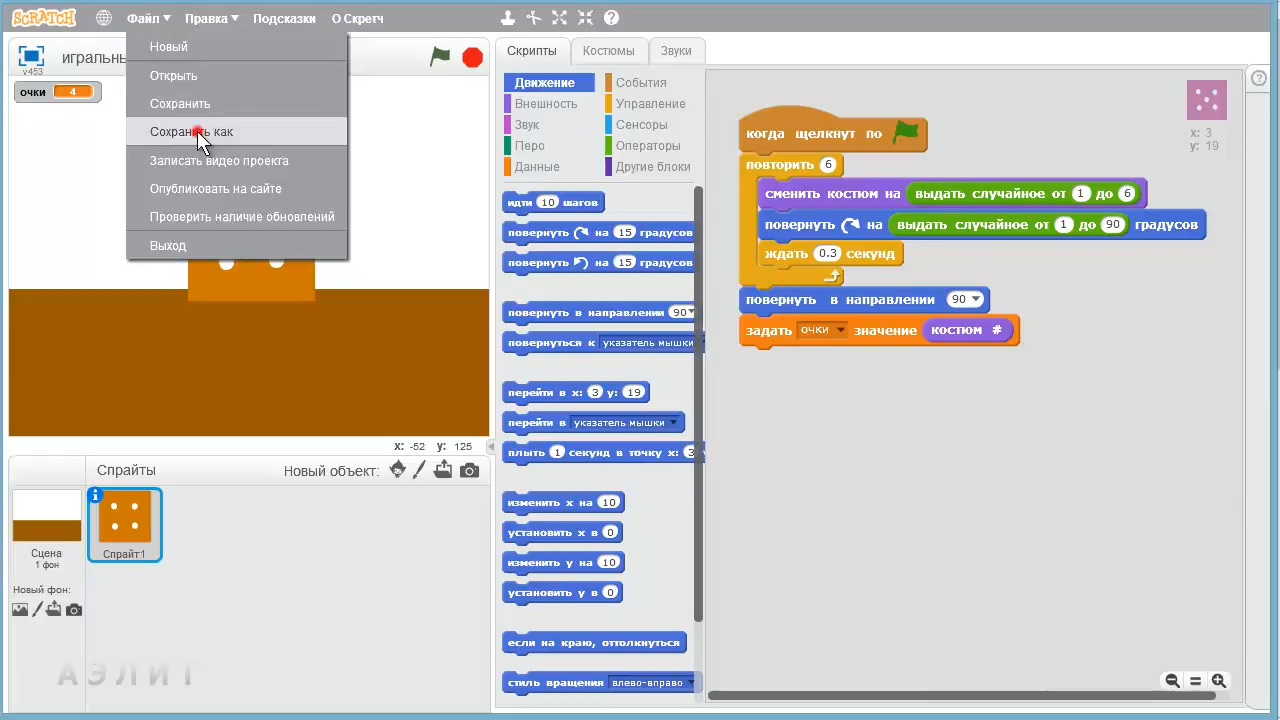 SCRATCH
Файл Правка Подсказки О Скретч
v453
игральн
очки 4
Новый
Открыть
Сохранить
Сохранить как
Записать видео проекта
Опубликовать на сайте
Проверить наличие обновлений
Выход
x: -52 y: 125
Спрайты
Новый объект:
Сцена
1 фон
Новый фон:
Спрайт1
АЭЛИТ
Скрипты
Костюмы
Звуки
Движение
Внешность
Звук
Перо
Данные
События
Управление
Сенсоры
Операторы
Другие блоки
идти 10 шагов
повернуть на 15 градусов
повернуть на 15 градусов
повернуть в направлении 90
повернуться к указатель мышки
перейти в x: 3 y: 19
перейти в указатель мышки
плыть 1 секунд в точку x: 3
изменить x на 10
установить x в 0
изменить y на 10
установить y в 0
если на краю, оттолкнуться
стиль вращения влево-вправо
когда щелкнут по
повторить 6
сменить костюм на выдать случайное от 1 до 6
повернуть на выдать случайное от 1 до 90 градусов
ждать 0.3 секунд
повернуть в направлении 90
задать очки значение костюм #
x: 3
y: 19